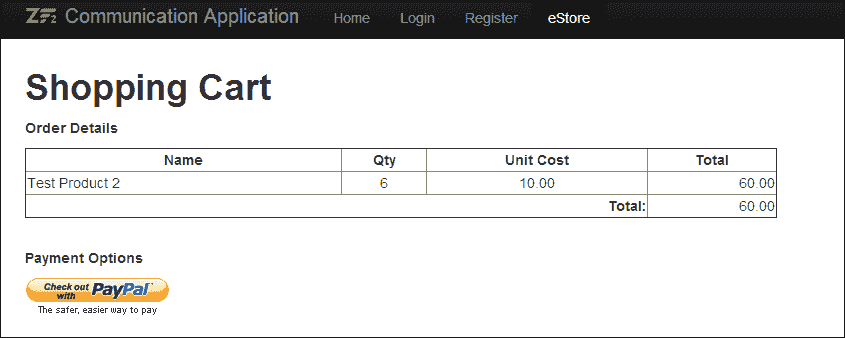 ZF2 Communication Application Home Login Register eStore
Shopping Cart
Order Details
Name Qty Unit Cost Total
Test Product 2 6 10.00 60.00
Total: 60.00
Payment Options
Check out with PayPal
The safer, easier way to pay